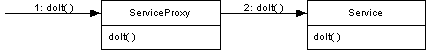 1: doIt( )
ServiceProxy
2: doIt( )
Service
doIt( )
doIt( )